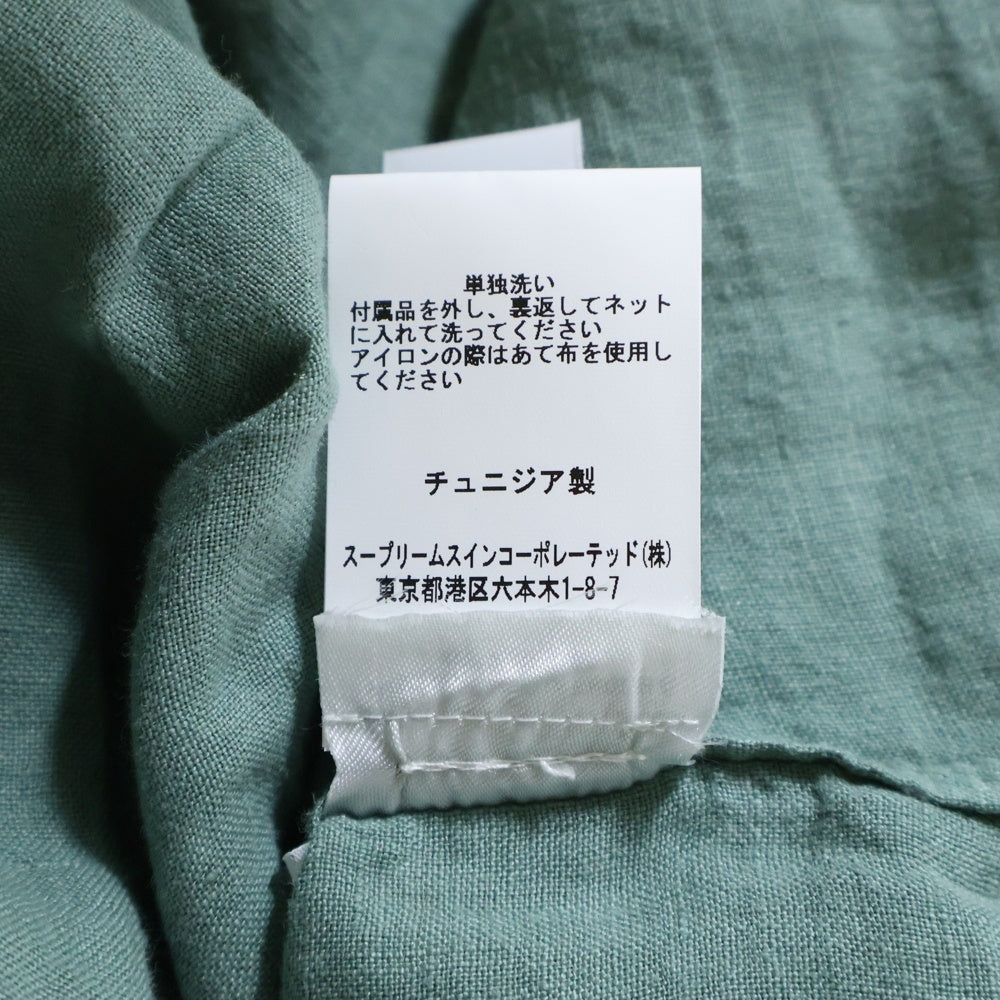 単独洗い
付属品を外し、裏返してネット
に入れて洗ってください
アイロンの際はあて布を使用し
てください
チュニジア製
スープリームスインコーポレーテッド(株)
東京都港区六本木1-8-7